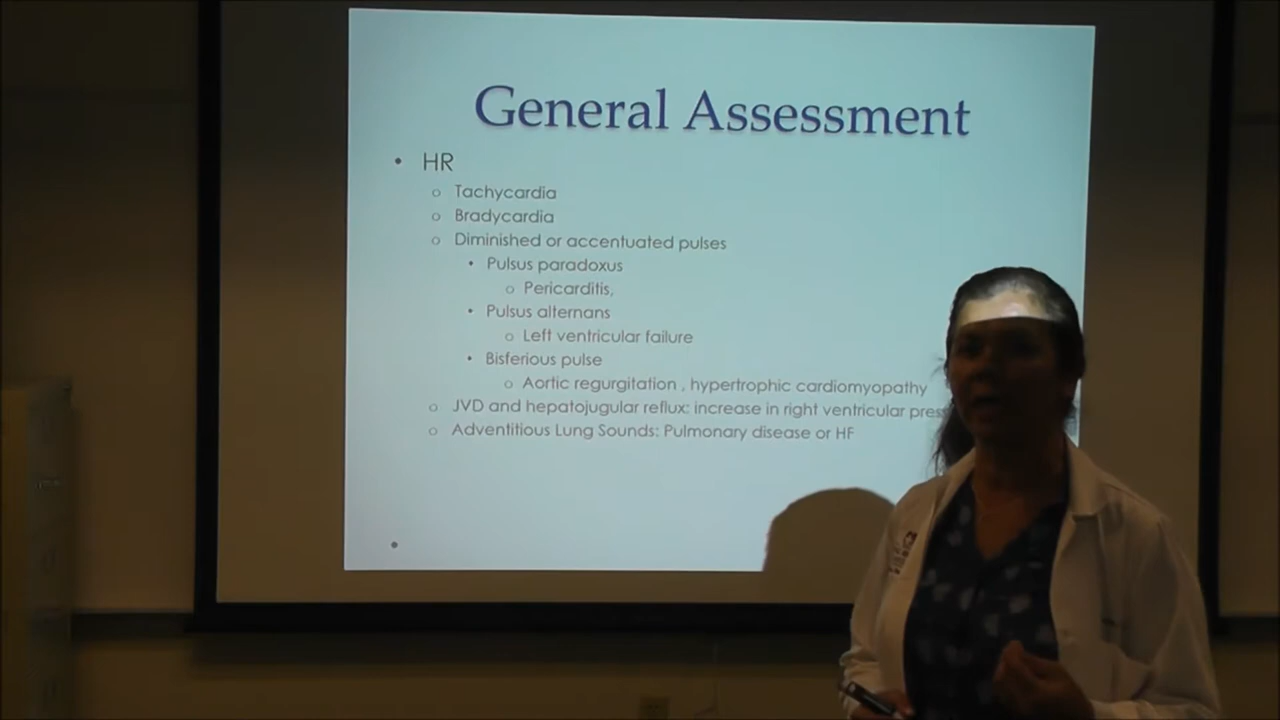 General Assessment
• HR
o Tachycardia
o Bradycardia
o Diminished or accentuated pulses
• Pulsus paradoxus
o Pericarditis,
• Pulsus alternans
o Left ventricular failure
• Bisferious pulse
o Aortic regurgitation , hypertrophic cardiomyopathy
o JVD and hepatojugular reflux: increase in right ventricular
o Adventitious Lung Sounds: Pulmonary disease or HF
•